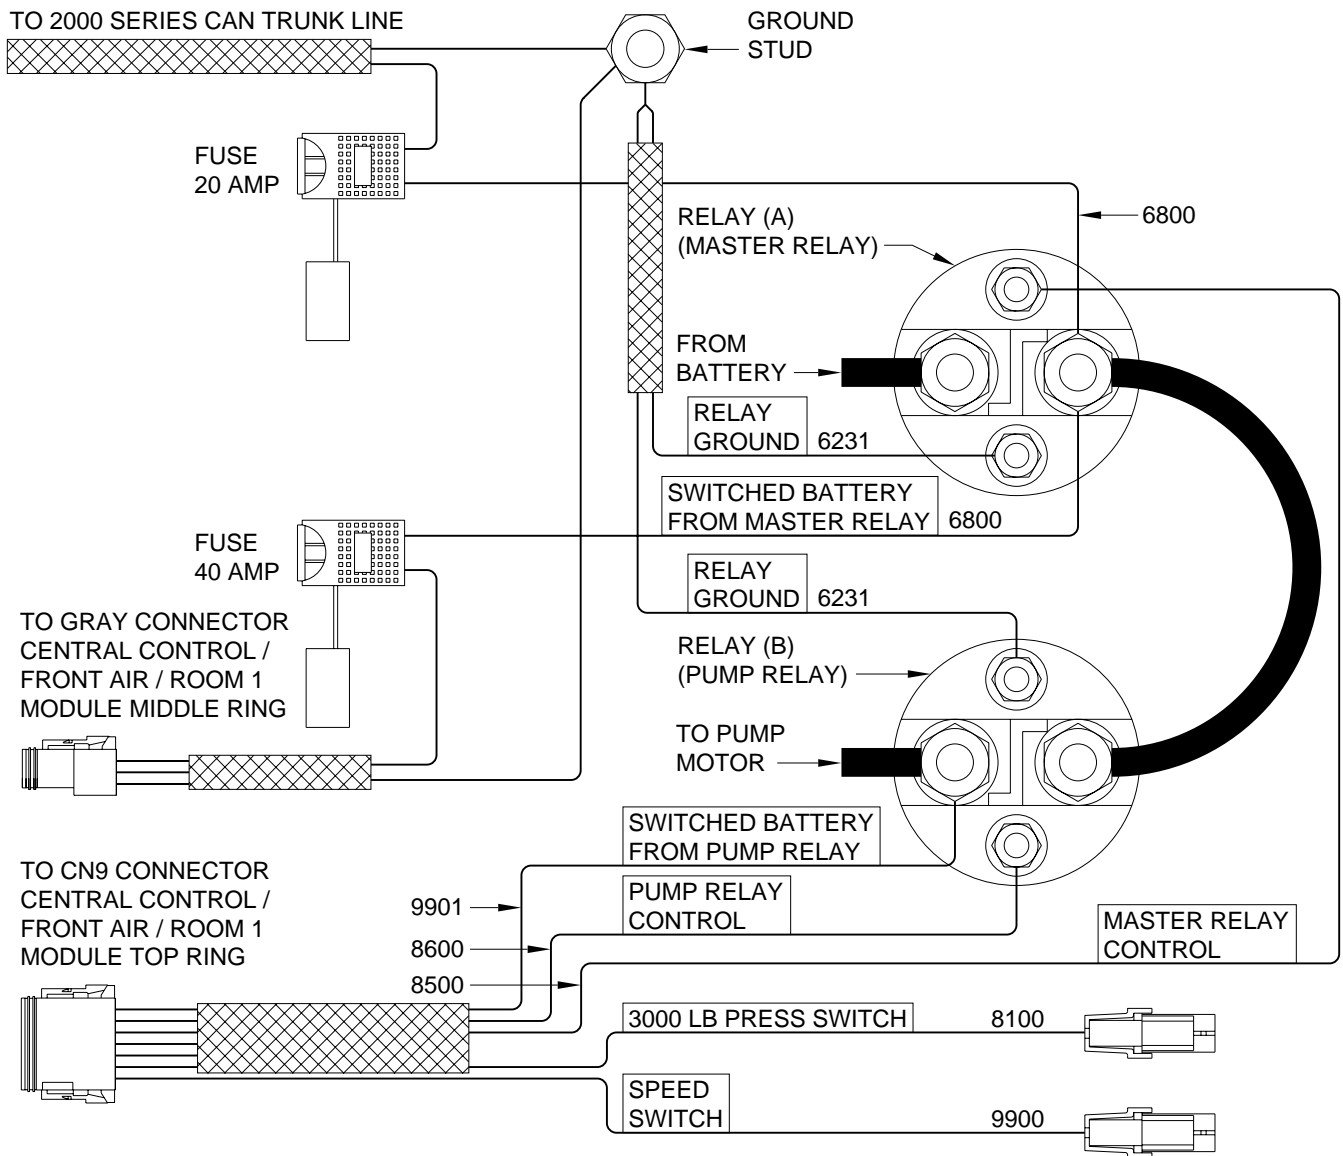 TO 2000 SERIES CAN TRUNK LINE
GROUND
STUD
FUSE
20 AMP
6800
RELAY (A)
(MASTER RELAY)
FROM
BATTERY
RELAY
GROUND 6231
SWITCHED BATTERY
FROM MASTER RELAY 6800
FUSE
40 AMP
RELAY
GROUND 6231
TO GRAY CONNECTOR
CENTRAL CONTROL /
FRONT AIR / ROOM 1
MODULE MIDDLE RING
RELAY (B)
(PUMP RELAY)
TO PUMP
MOTOR
SWITCHED BATTERY
FROM PUMP RELAY
TO CN9 CONNECTOR
CENTRAL CONTROL /
FRONT AIR / ROOM 1
MODULE TOP RING
9901
8600
8500
PUMP RELAY
CONTROL
MASTER RELAY
CONTROL
3000 LB PRESS SWITCH 8100
SPEED
SWITCH 9900